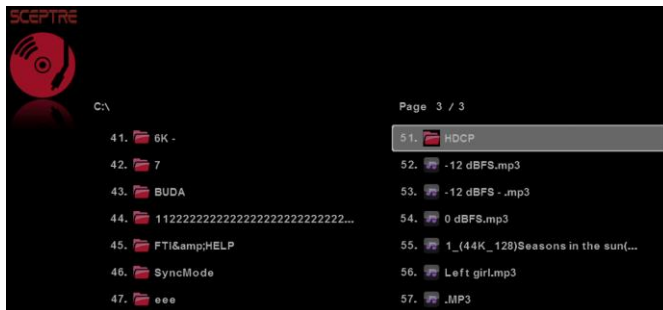 SCEPTRE
C:\
Page 3 / 3
41. 6K -
42. 7
43. BUDA
44. 11222222222222222222222222222...
45. FTI&amp;HELP
46. SyncMode
47. eee
51. HDCP
52. -12 dBFS.mp3
53. -12 dBFS - .mp3
54. 0 dBFS.mp3
55. 1_(44K_128)Seasons in the sun(...
56. Left girl.mp3
57. .MP3